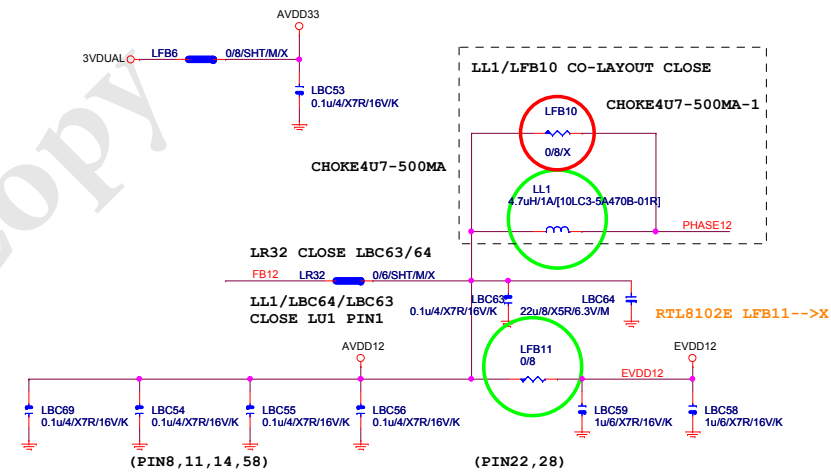 AVDD33
3VDUAL LFB6 0/8/SHT/M/X
LBC53
0.1u/4/X7R/16V/K
LL1/LFB10 CO-LAYOUT CLOSE
CHOKE4U7-500MA-1
LFB10
0/8/X
CHOKE4U7-500MA
LL1
4.7uH/1A/[10LC3-5A470B-01R]
PHASE12
LR32 CLOSE LBC63/64
FB12 LR32 0/6/SHT/M/X
LL1/LBC64/LBC63
CLOSE LU1 PIN1
LBC63
0.1u/4/X7R/16V/K
LBC64
22u/8/X5R/6.3V/M
RTL8102E LFB11-->X
AVDD12
LFB11
0/8
EVDD12
EVDD12
LBC69
0.1u/4/X7R/16V/K
LBC54
0.1u/4/X7R/16V/K
LBC55
0.1u/4/X7R/16V/K
LBC56
0.1u/4/X7R/16V/K
LBC59
1u/6/X7R/16V/K
LBC58
1u/6/X7R/16V/K
(PIN8,11,14,58)
(PIN22,28)
copy